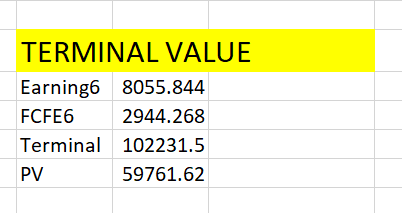 TERMINAL VALUE
Earning6 8055.844
FCFE6 2944.268
Terminal 102231.5
PV 59761.62